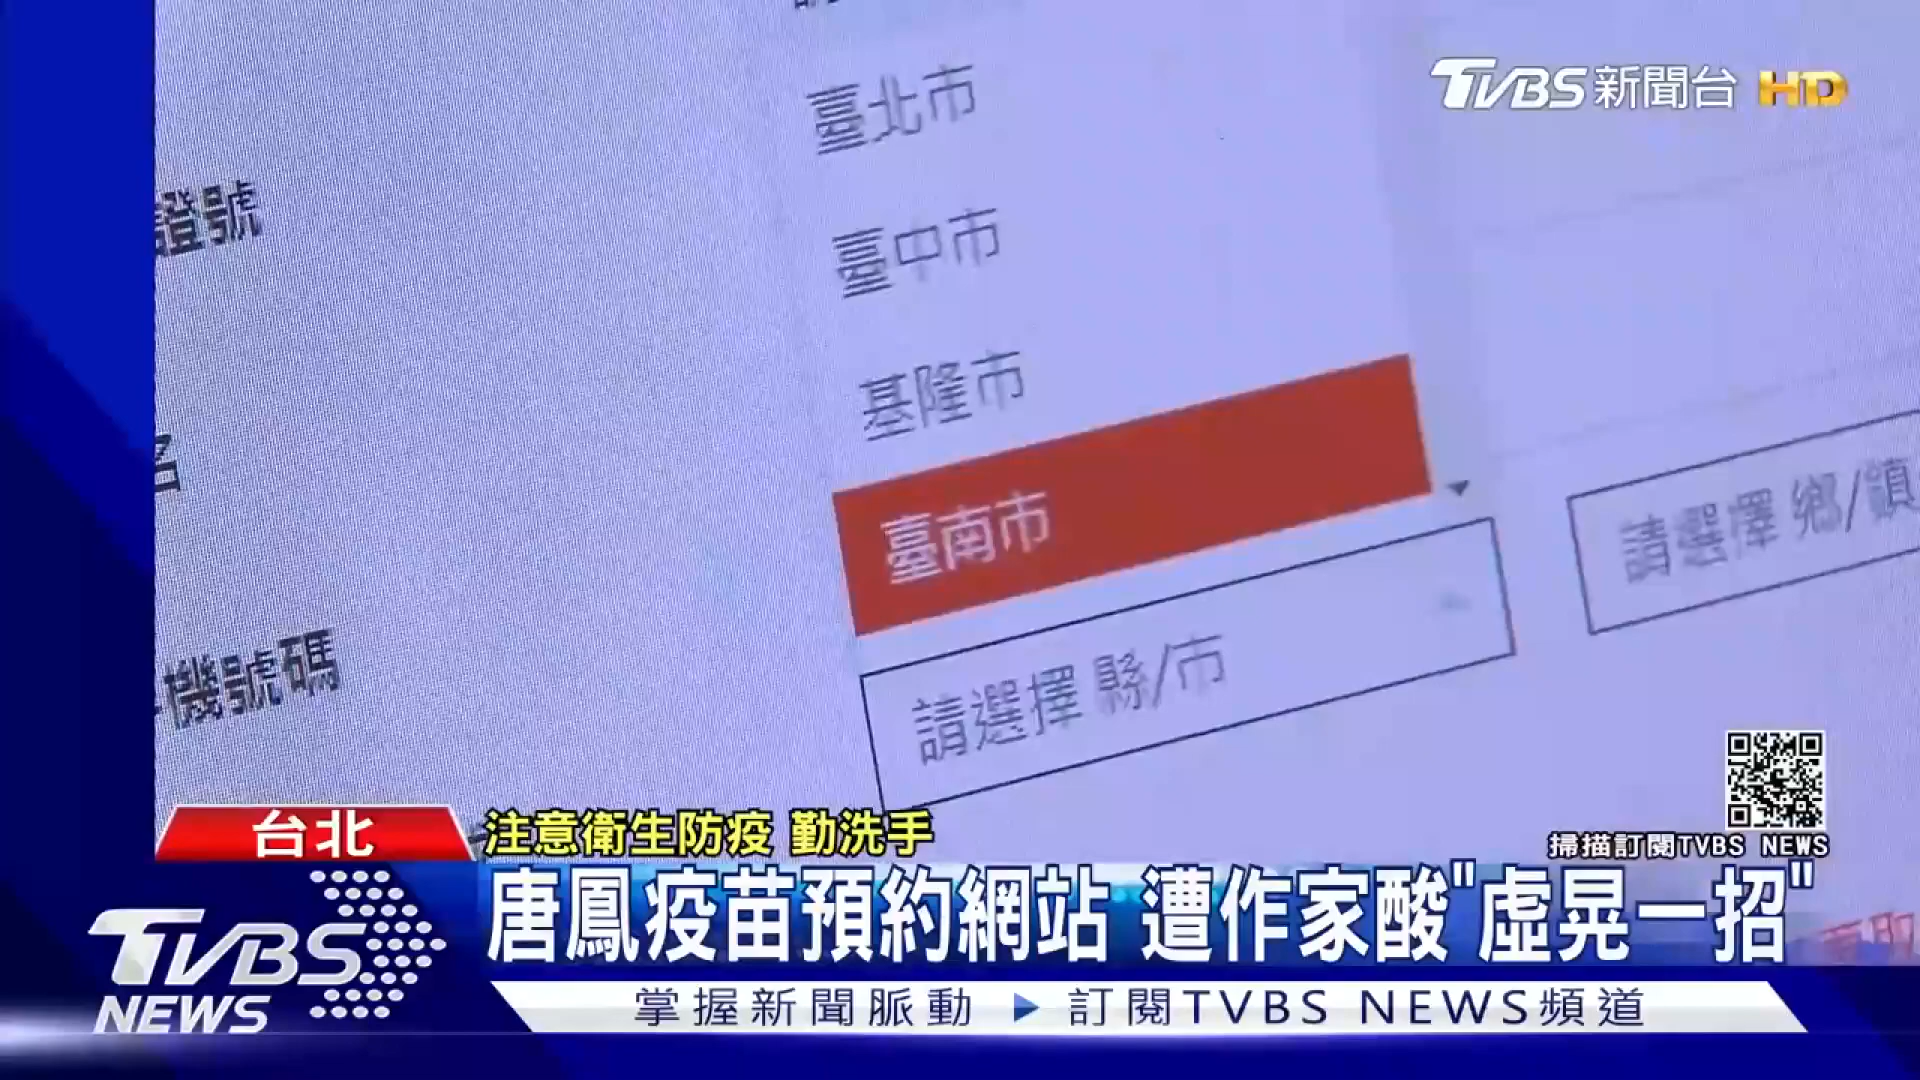 TVBS新聞台 HD
臺北市
證號
臺中市
基隆市
名
臺南市
請選擇 鄉/鎮
請選擇 縣/市
機號碼
掃描訂閱TVBS NEWS
台北
注意衛生防疫 勤洗手
唐鳳疫苗預約網站 遭作家酸"虛晃一招"
TVBS NEWS
掌握新聞脈動 ▶ 訂閱TVBS NEWS頻道